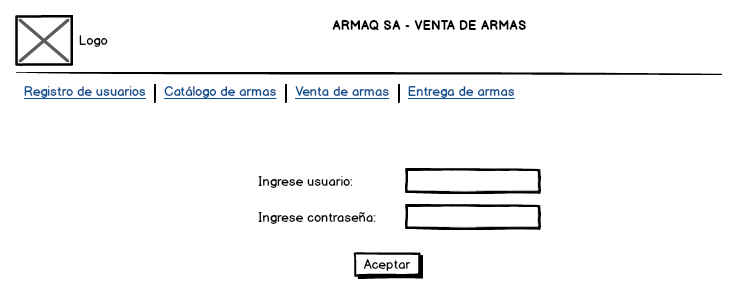 ARMAQ SA - VENTA DE ARMAS
Logo
Registro de usuarios | Catálogo de armas | Venta de armas | Entrega de armas
Ingrese usuario:
Ingrese contraseña:
Aceptar